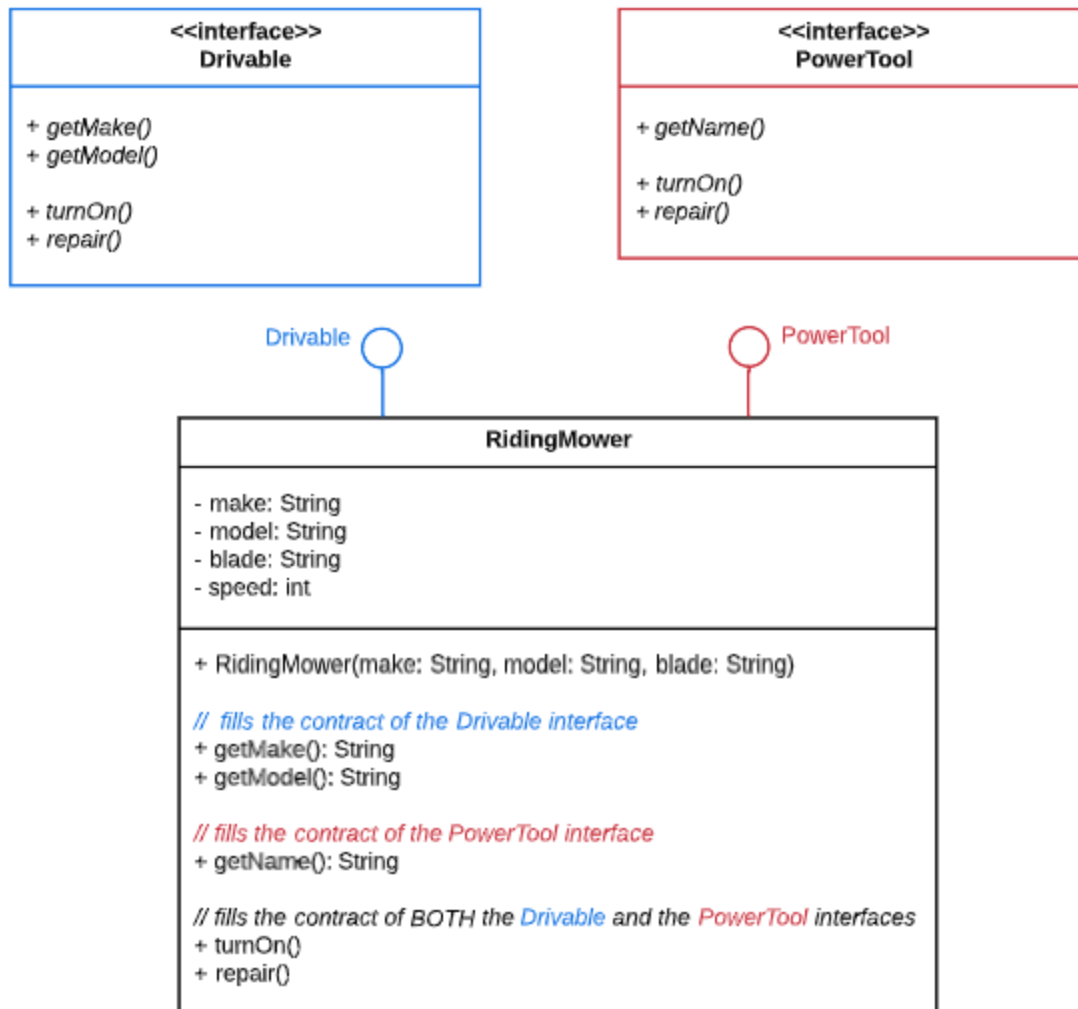 <<interface>>
Drivable
+ getMake()
+ getModel()
+ turnOn()
+ repair()
<<interface>>
PowerTool
+ getName()
+ turnOn()
+ repair()
Drivable
PowerTool
RidingMower
- make: String
- model: String
- blade: String
- speed: int
+ RidingMower(make: String, model: String, blade: String)
// fills the contract of the Drivable interface
+ getMake(): String
+ getModel(): String
// fills the contract of the PowerTool interface
+ getName(): String
// fills the contract of BOTH the Drivable and the PowerTool interfaces
+ turnOn()
+ repair()